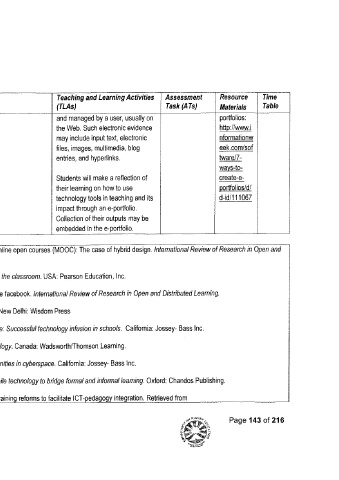 Teaching and Learning Activities Assessment Resource Time
(TLAs) Task (ATs) Materials Table
and managed by a user, usually on portfolios:
the Web. Such electronic evidence http://www.i
may include input text, electronic nformationw
files, images, multimedia, blog eek.com/sof
entries, and hyperlinks. tware/7-
ways-to-
Students will make a reflection of create-e-
their learning on how to use portfolios/d/
technology tools in teaching and its d-id/111067
impact through an e-portfolio.
Collection of their outputs may be
embedded in the e-portfolio.
nline open courses (MOOC): The case of hybrid design. International Review of Research in Open and
the classroom. USA: Pearson Education, Inc.
e facebook. International Review of Research in Open and Distributed Learning,
New Delhi: Wisdom Press
e: Successful technology infusion in schools. California: Jossey- Bass Inc.
logy. Canada: Wadsworth/Thomson Learning.
nities in cyberspace. California: Jossey- Bass Inc.
ile technology to bridge formal and informal learning. Oxford: Chandos Publishing.
raining reforms to facilitate ICT-pedagogy integration. Retrieved from
Page 143 of 216